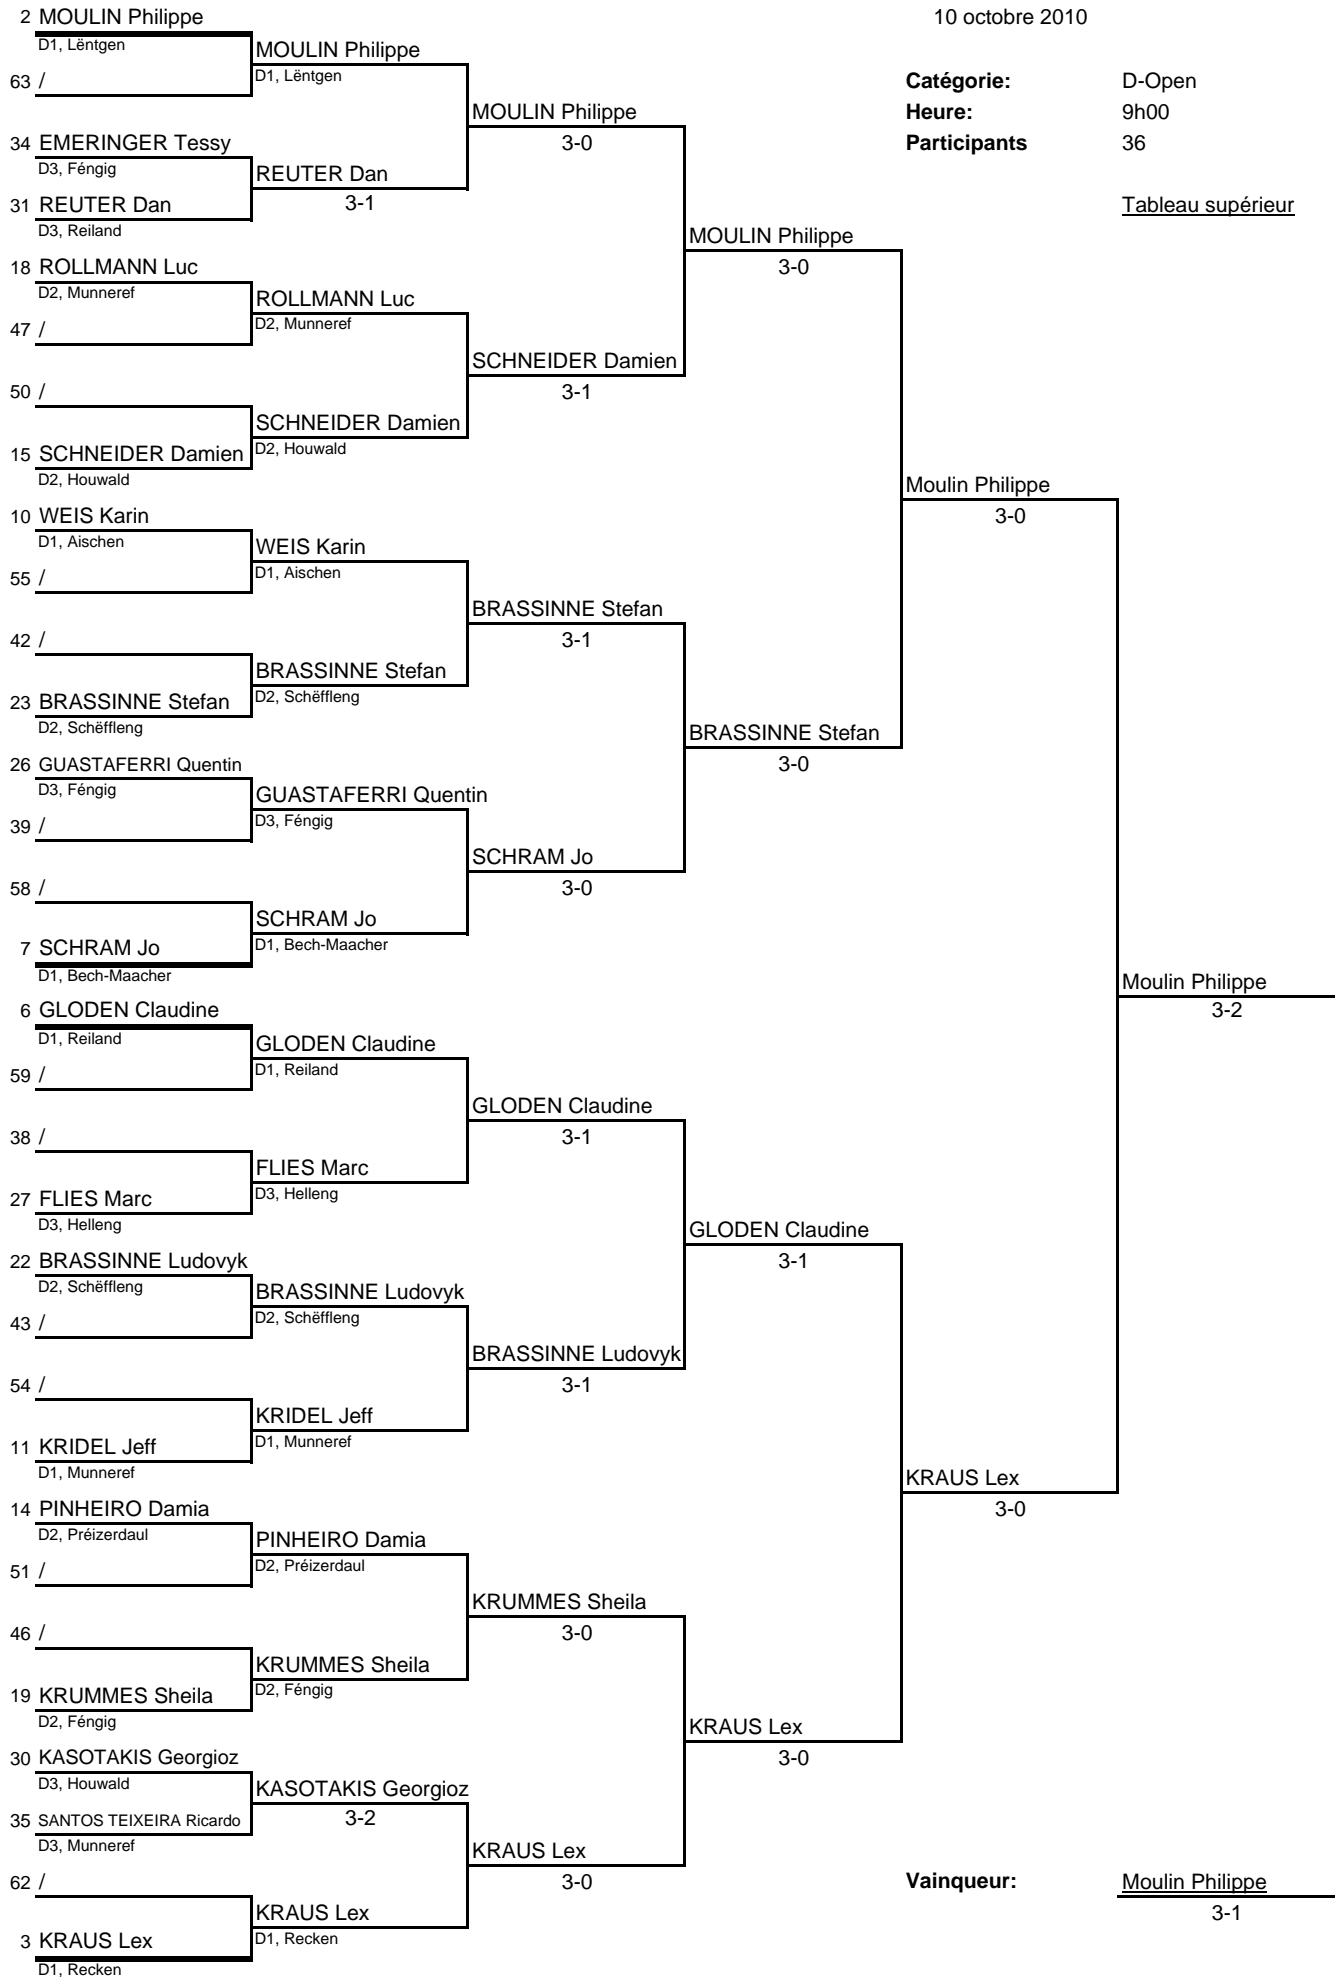 2 MOULIN Philippe
10 octobre 2010
D1, Lëntgen
MOULIN Philippe
63 /
D1, Lëntgen
Catégorie: D-Open
MOULIN Philippe
Heure: 9h00
34 EMERINGER Tessy
3-0
Participants 36
D3, Féngig
REUTER Dan
31 REUTER Dan
3-1
Tableau supérieur
D3, Reiland
MOULIN Philippe
18 ROLLMANN Luc
3-0
D2, Munneref
ROLLMANN Luc
47 /
D2, Munneref
SCHNEIDER Damien
50 /
3-1
SCHNEIDER Damien
15 SCHNEIDER Damien
D2, Houwald
D2, Houwald
Moulin Philippe
10 WEIS Karin
3-0
D1, Aischen
WEIS Karin
55 /
D1, Aischen
BRASSINNE Stefan
42 /
3-1
BRASSINNE Stefan
23 BRASSINNE Stefan
D2, Schëffleng
D2, Schëffleng
BRASSINNE Stefan
26 GUASTAFERRI Quentin
3-0
D3, Féngig
GUASTAFERRI Quentin
39 /
D3, Féngig
SCHRAM Jo
58 /
3-0
SCHRAM Jo
7 SCHRAM Jo
D1, Bech-Maacher
D1, Bech-Maacher
Moulin Philippe
6 GLODEN Claudine
3-2
D1, Reiland
GLODEN Claudine
59 /
D1, Reiland
GLODEN Claudine
38 /
3-1
FLIES Marc
27 FLIES Marc
D3, Helleng
D3, Helleng
GLODEN Claudine
22 BRASSINNE Ludovyk
3-1
D2, Schëffleng
BRASSINNE Ludovyk
43 /
D2, Schëffleng
BRASSINNE Ludovyk
54 /
3-1
KRIDEL Jeff
11 KRIDEL Jeff
D1, Munneref
D1, Munneref
KRAUS Lex
14 PINHEIRO Damia
3-0
D2, Préizerdaul
PINHEIRO Damia
51 /
D2, Préizerdaul
KRUMMES Sheila
46 /
3-0
KRUMMES Sheila
19 KRUMMES Sheila
D2, Féngig
D2, Féngig
KRAUS Lex
30 KASOTAKIS Georgioz
3-0
D3, Houwald
KASOTAKIS Georgioz
35 SANTOS TEIXEIRA Ricardo
3-2
D3, Munneref
KRAUS Lex
62 /
3-0
Vainqueur: Moulin Philippe
KRAUS Lex
3-1
3 KRAUS Lex
D1, Recken
D1, Recken